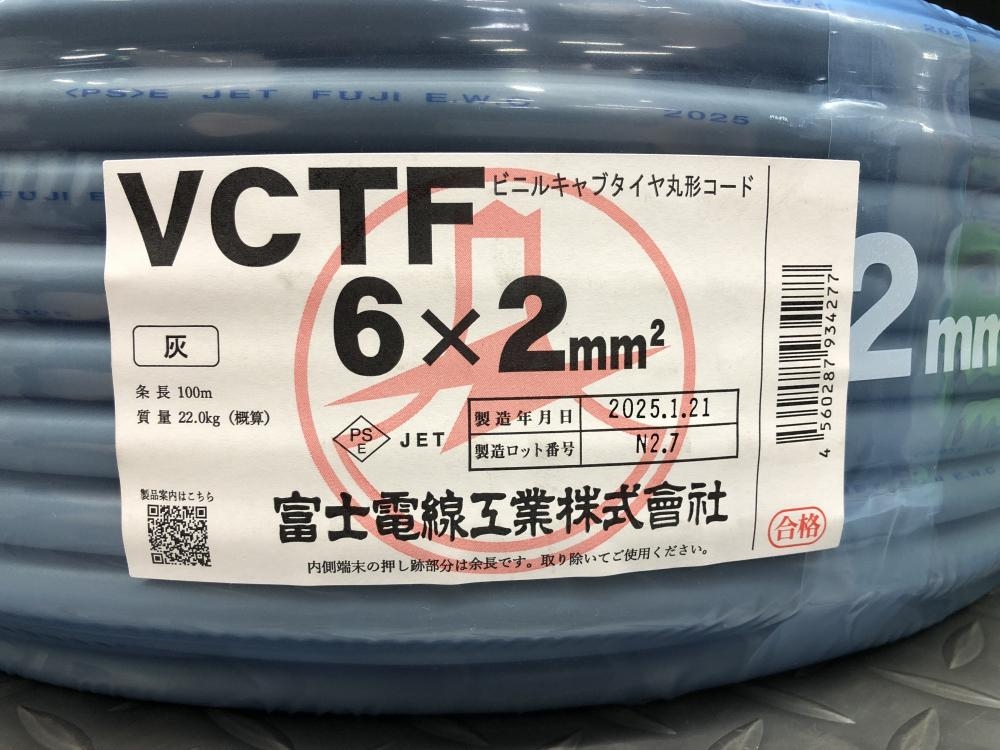 <PS>E JET FUJI E.W.C 2025
2025
FUJI E
VCTF
ビニルキャブタイヤ丸形コード
6×2mm²
灰
条 長 100m
質 量 22.0kg (概算)
PS
E
JET
製造年月日 2025.1.21
製造ロット番号 N2.7
製品案内はこちら
富士電線工業株式會社
内側端末の押し跡部分は余長です。取り除いてご使用ください。
4560287934277
合格
2mm